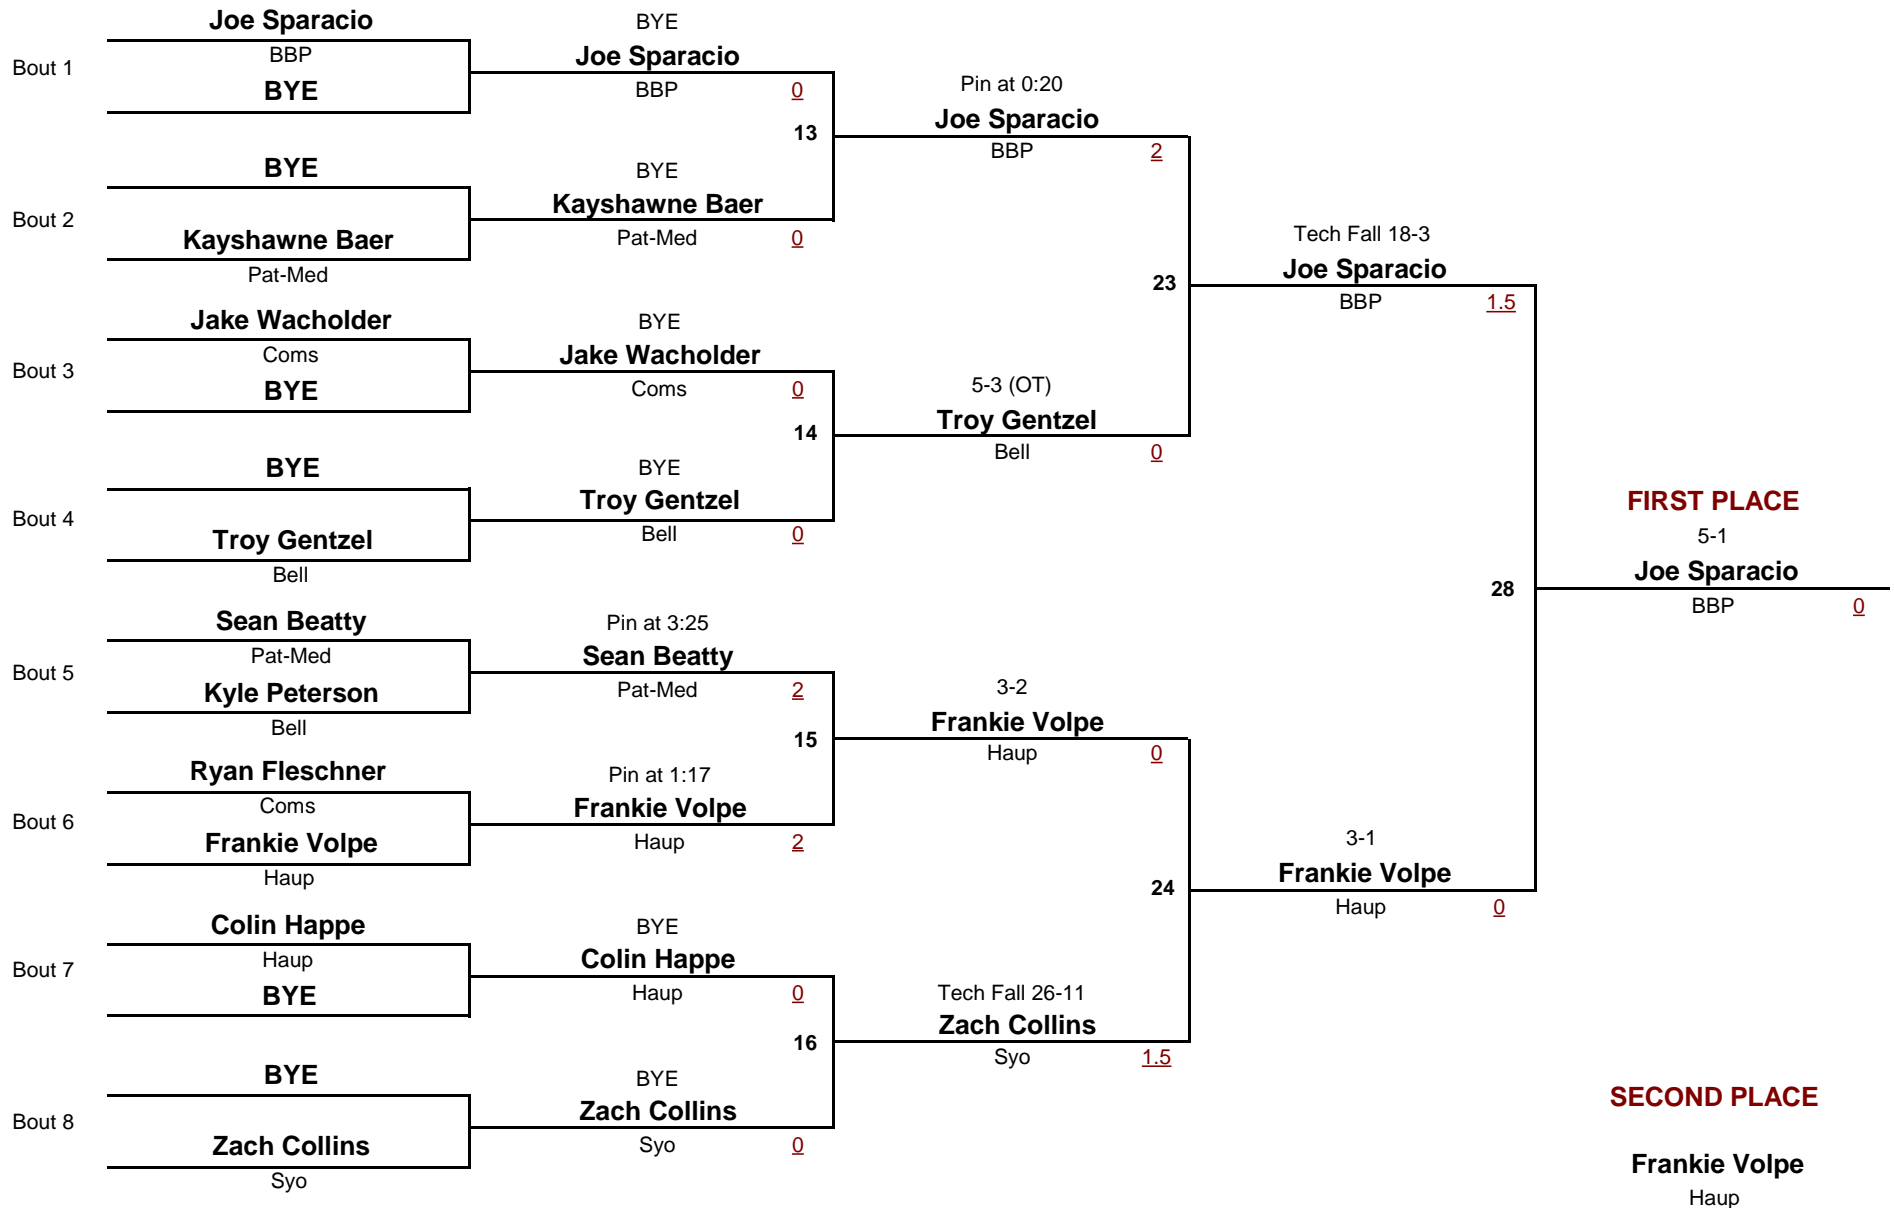 Joe Sparacio
Bout 1
BBP
BYE
BYE
Kayshawne Baer
Bout 2
Pat-Med
Jake Wacholder
Bout 3
Coms
BYE
BYE
Bout 4
Troy Gentzel
Bell
Sean Beatty
Bout 5
Pat-Med
Kyle Peterson
Bell
Ryan Fleschner
Bout 6
Coms
Frankie Volpe
Haup
Colin Happe
Bout 7
Haup
BYE
BYE
Bout 8
Zach Collins
Syo
BYE
Joe Sparacio
BBP 0
13
BYE
Kayshawne Baer
Pat-Med 0
BYE
Jake Wacholder
Coms 0
14
BYE
Troy Gentzel
Bell 0
Pin at 3:25
Sean Beatty
Pat-Med 2
15
Pin at 1:17
Frankie Volpe
Haup 2
BYE
Colin Happe
Haup 0
16
BYE
Zach Collins
Syo 0
Pin at 0:20
Joe Sparacio
BBP 2
23
5-3 (OT)
Troy Gentzel
Bell 0
3-2
Frankie Volpe
Haup 0
24
Tech Fall 26-11
Zach Collins
Syo 1.5
Tech Fall 18-3
Joe Sparacio
BBP 1.5
28
3-1
Frankie Volpe
Haup 0
FIRST PLACE
5-1
Joe Sparacio
BBP 0
SECOND PLACE
Frankie Volpe
Haup